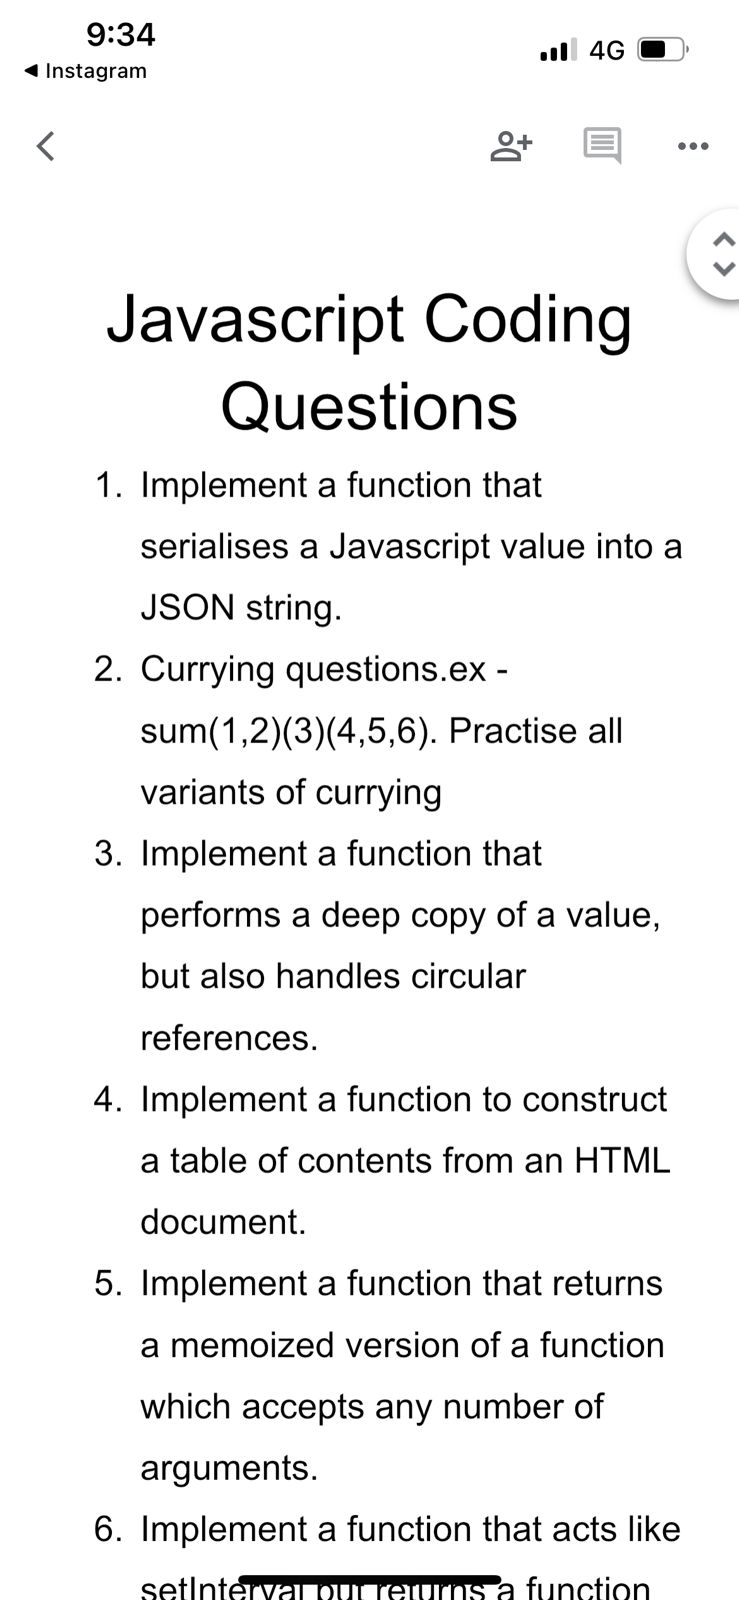 9:34
4G
◀ Instagram
Javascript Coding
Questions
1. Implement a function that
serialises a Javascript value into a
JSON string.
2. Currying questions.ex -
sum(1,2)(3)(4,5,6). Practise all
variants of currying
3. Implement a function that
performs a deep copy of a value,
but also handles circular
references.
4. Implement a function to construct
a table of contents from an HTML
document.
5. Implement a function that returns
a memoized version of a function
which accepts any number of
arguments.
6. Implement a function that acts like
setInterval but returns a function